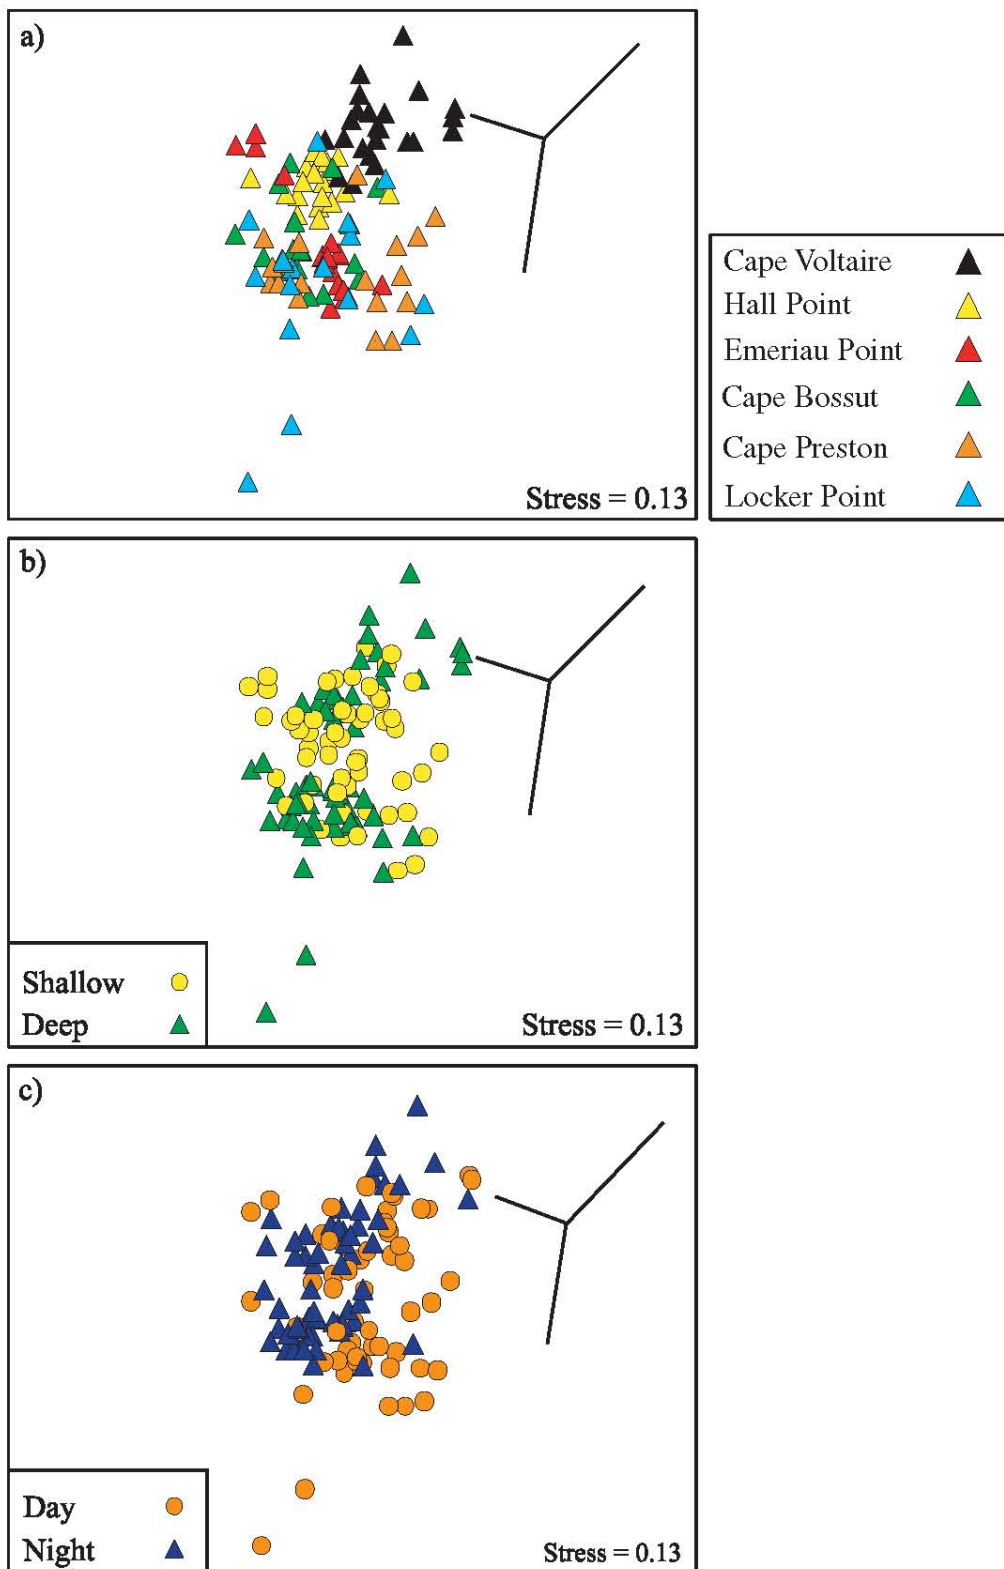 a)
Stress = 0.13
Cape Voltaire
Hall Point
Emeriau Point
Cape Bossut
Cape Preston
Locker Point
b)
Shallow
Deep
Stress = 0.13
c)
Day
Night
Stress = 0.13